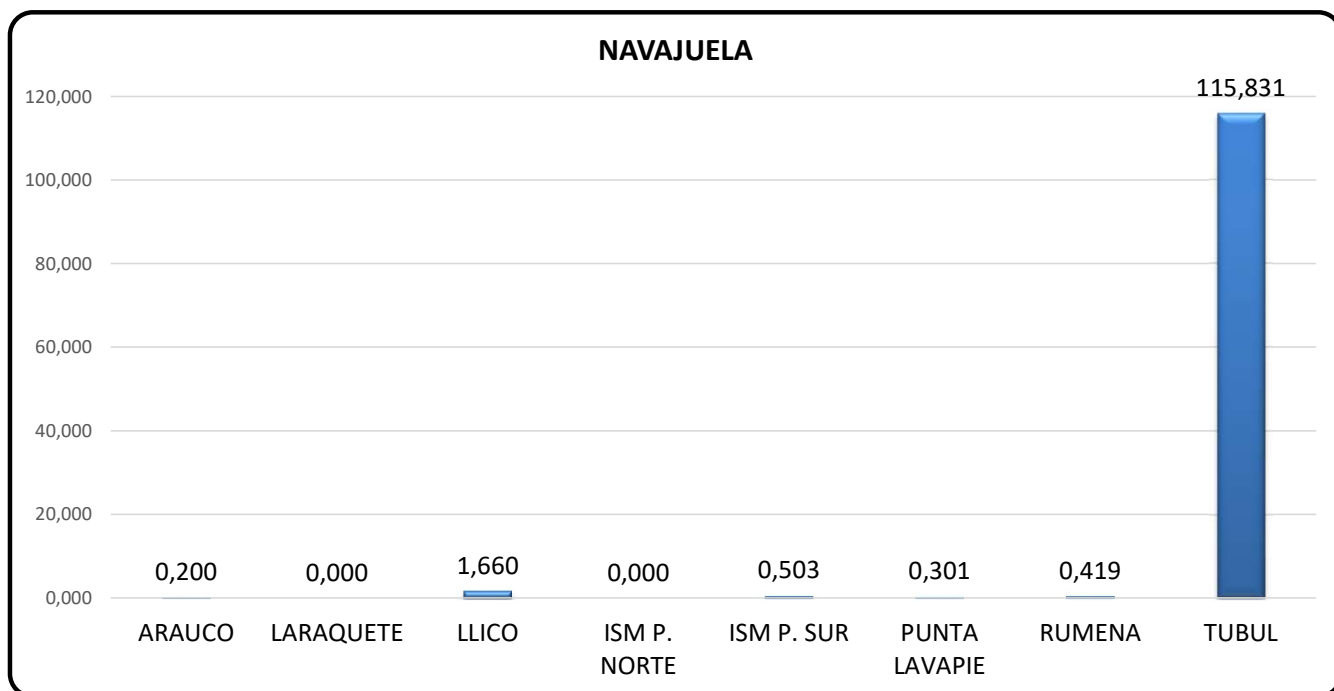 NAVAJUELA
120,000
100,000
80,000
60,000
40,000
20,000
0,000
0,200
0,000
1,660
0,000
0,503
0,301
0,419
115,831
ARAUCO
LARAQUETE
LLICO
ISM P.
NORTE
ISM P. SUR
PUNTA
LAVAPIE
RUMENA
TUBUL